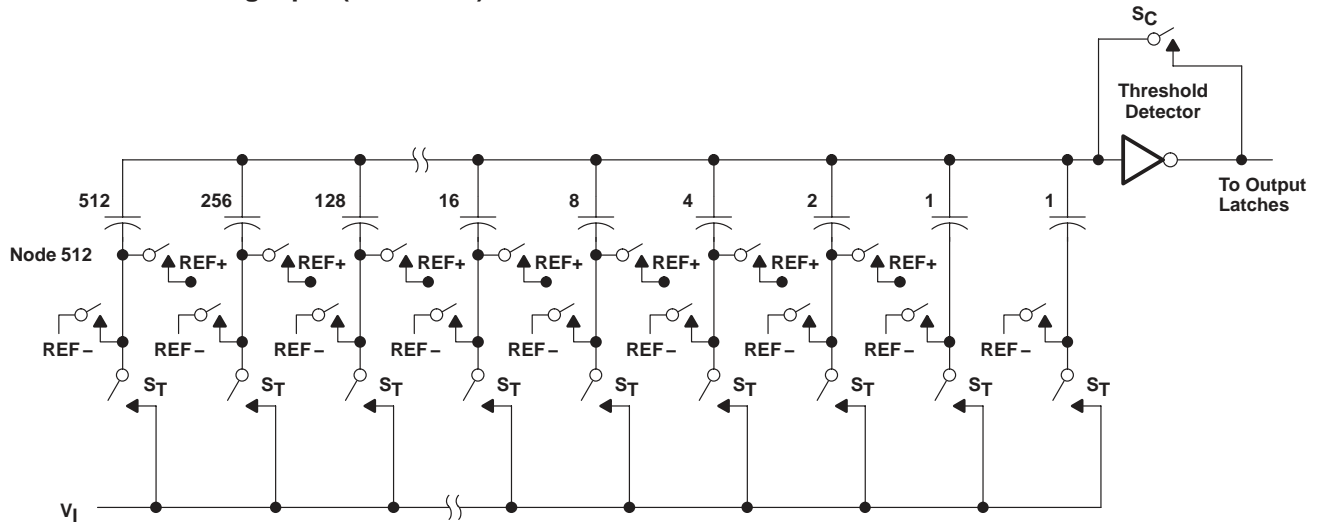 SC
Threshold
Detector
To Output
Latches
512 256 128 16 8 4 2 1 1
Node 512
REF+ REF+ REF+ REF+ REF+ REF+ REF+
REF− REF− REF− REF− REF− REF− REF− REF− REF−
ST ST ST ST ST ST ST ST ST
VI